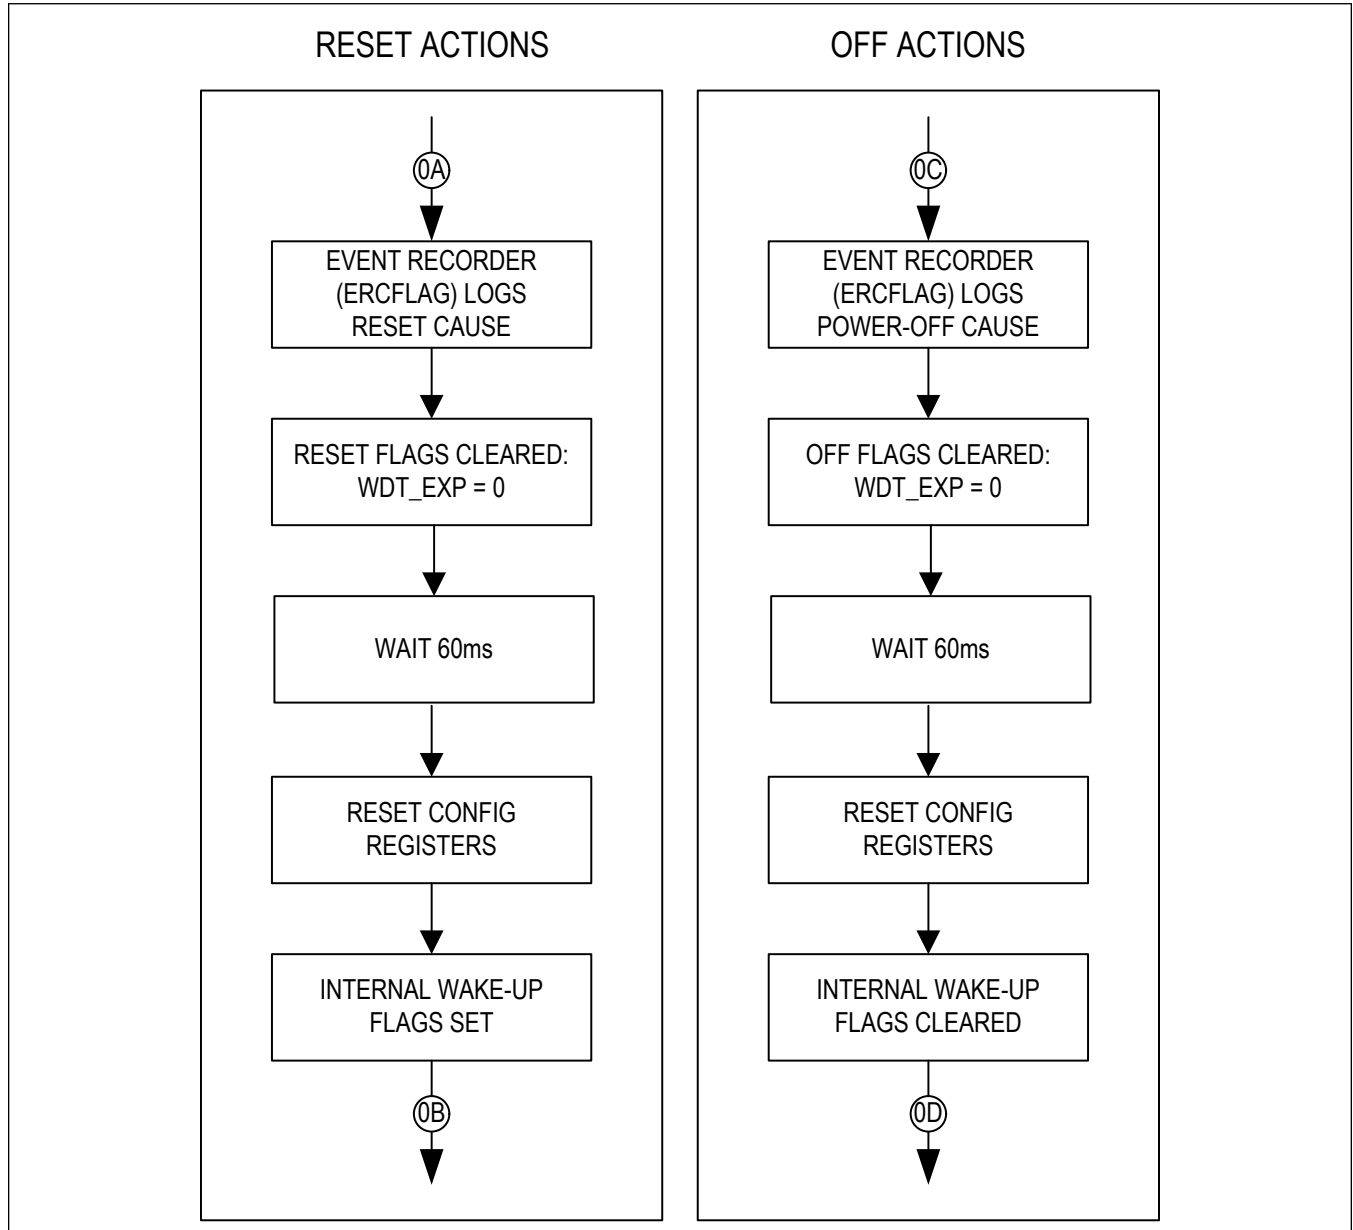 RESET ACTIONS
0A
EVENT RECORDER
(ERCFLAG) LOGS
RESET CAUSE
RESET FLAGS CLEARED:
WDT_EXP = 0
WAIT 60ms
RESET CONFIG
REGISTERS
INTERNAL WAKE-UP
FLAGS SET
0B
OFF ACTIONS
0C
EVENT RECORDER
(ERCFLAG) LOGS
POWER-OFF CAUSE
OFF FLAGS CLEARED:
WDT_EXP = 0
WAIT 60ms
RESET CONFIG
REGISTERS
INTERNAL WAKE-UP
FLAGS CLEARED
0D